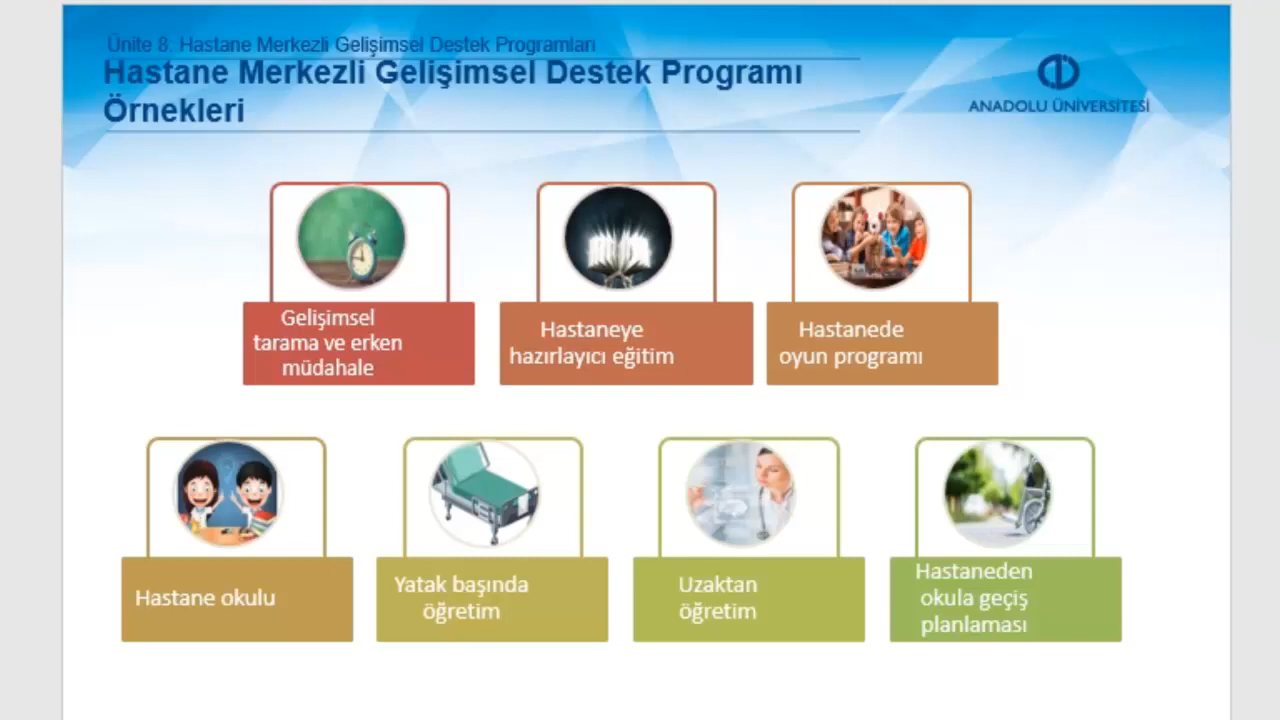 Ünite 8: Hastane Merkezli Gelişimsel Destek Programları
Hastane Merkezli Gelişimsel Destek Programı
Örnekleri
ANADOLU ÜNİVERSİTESİ
Gelişimsel
tarama ve erken
müdahale
Hastaneye
hazırlayıcı eğitim
Hastanede
oyun programı
Hastane okulu
Yatak başında
öğretim
Uzaktan
öğretim
Hastaneden
okula geçiş
planlaması